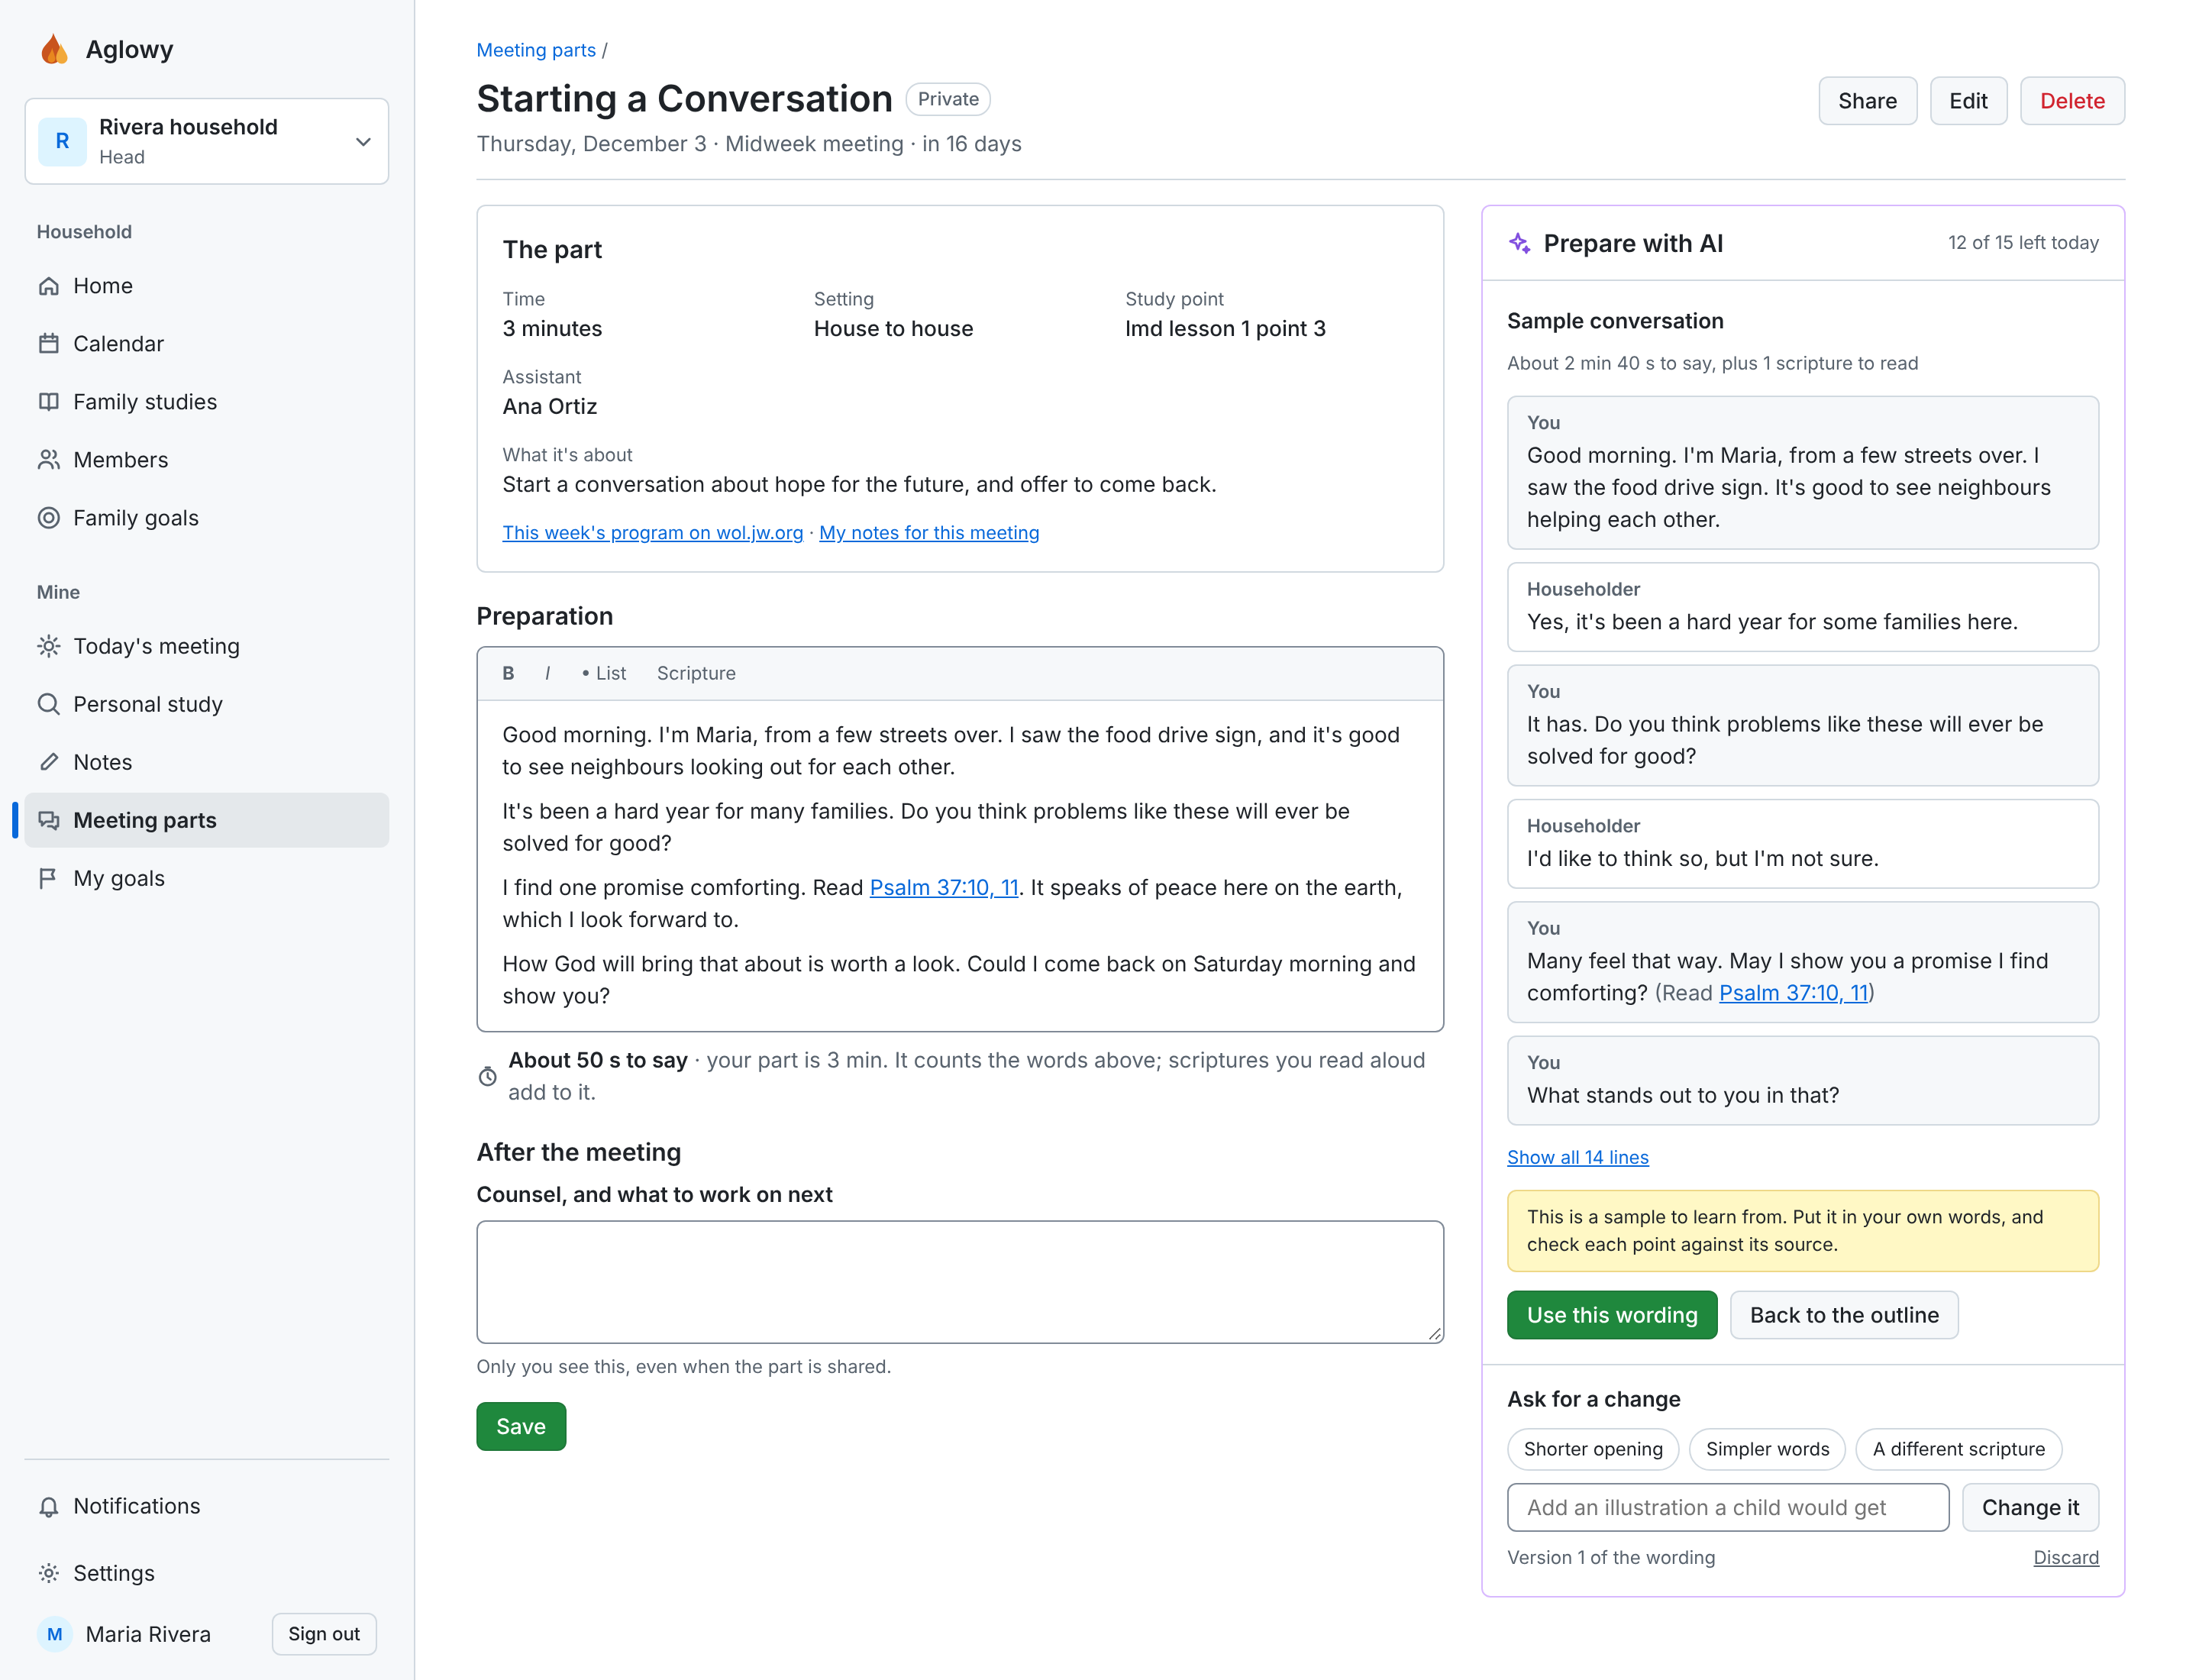 Aglowy
R
Rivera household
Head
Household
Home
Calendar
Family studies
Members
Family goals
Mine
Today's meeting
Personal study
Notes
Meeting parts
My goals
Notifications
Settings
M
Maria Rivera
Sign out
Meeting parts /
Starting a Conversation
Private
Thursday, December 3 · Midweek meeting · in 16 days
Share
Edit
Delete
The part
Time
3 minutes
Setting
House to house
Study point
lmd lesson 1 point 3
Assistant
Ana Ortiz
What it's about
Start a conversation about hope for the future, and offer to come back.
This week's program on wol.jw.org · My notes for this meeting
Preparation
B I • List Scripture
Good morning. I'm Maria, from a few streets over. I saw the food drive sign, and it's good
to see neighbours looking out for each other.
It's been a hard year for many families. Do you think problems like these will ever be
solved for good?
I find one promise comforting. Read Psalm 37:10, 11. It speaks of peace here on the earth,
which I look forward to.
How God will bring that about is worth a look. Could I come back on Saturday morning and
show you?
About 50 s to say · your part is 3 min. It counts the words above; scriptures you read aloud
add to it.
After the meeting
Counsel, and what to work on next
Only you see this, even when the part is shared.
Save
Prepare with AI
12 of 15 left today
Sample conversation
About 2 min 40 s to say, plus 1 scripture to read
You
Good morning. I'm Maria, from a few streets over. I
saw the food drive sign. It's good to see neighbours
helping each other.
Householder
Yes, it's been a hard year for some families here.
You
It has. Do you think problems like these will ever be
solved for good?
Householder
I'd like to think so, but I'm not sure.
You
Many feel that way. May I show you a promise I find
comforting? (Read Psalm 37:10, 11)
You
What stands out to you in that?
Show all 14 lines
This is a sample to learn from. Put it in your own words, and
check each point against its source.
Use this wording
Back to the outline
Ask for a change
Shorter opening
Simpler words
A different scripture
Add an illustration a child would get
Change it
Version 1 of the wording
Discard